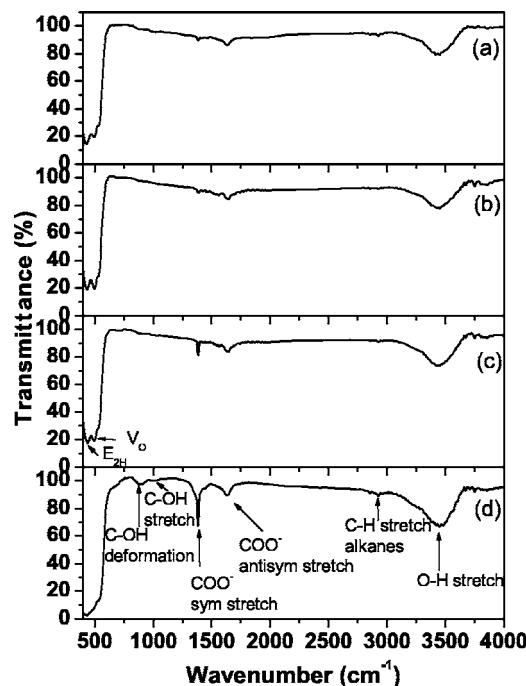 Transmittance (%)
100
80
60
40
20
0
(a)
100
80
60
40
20
0
(b)
100
80
60
40
20
0
(c)
V_O
E_2H
100
80
60
40
20
0
(d)
C-OH
stretch
C-OH
deformation
COO⁻
sym stretch
COO⁻
antisym stretch
C-H stretch
alkanes
O-H stretch
500 1000 1500 2000 2500 3000 3500 4000
Wavenumber (cm⁻¹)